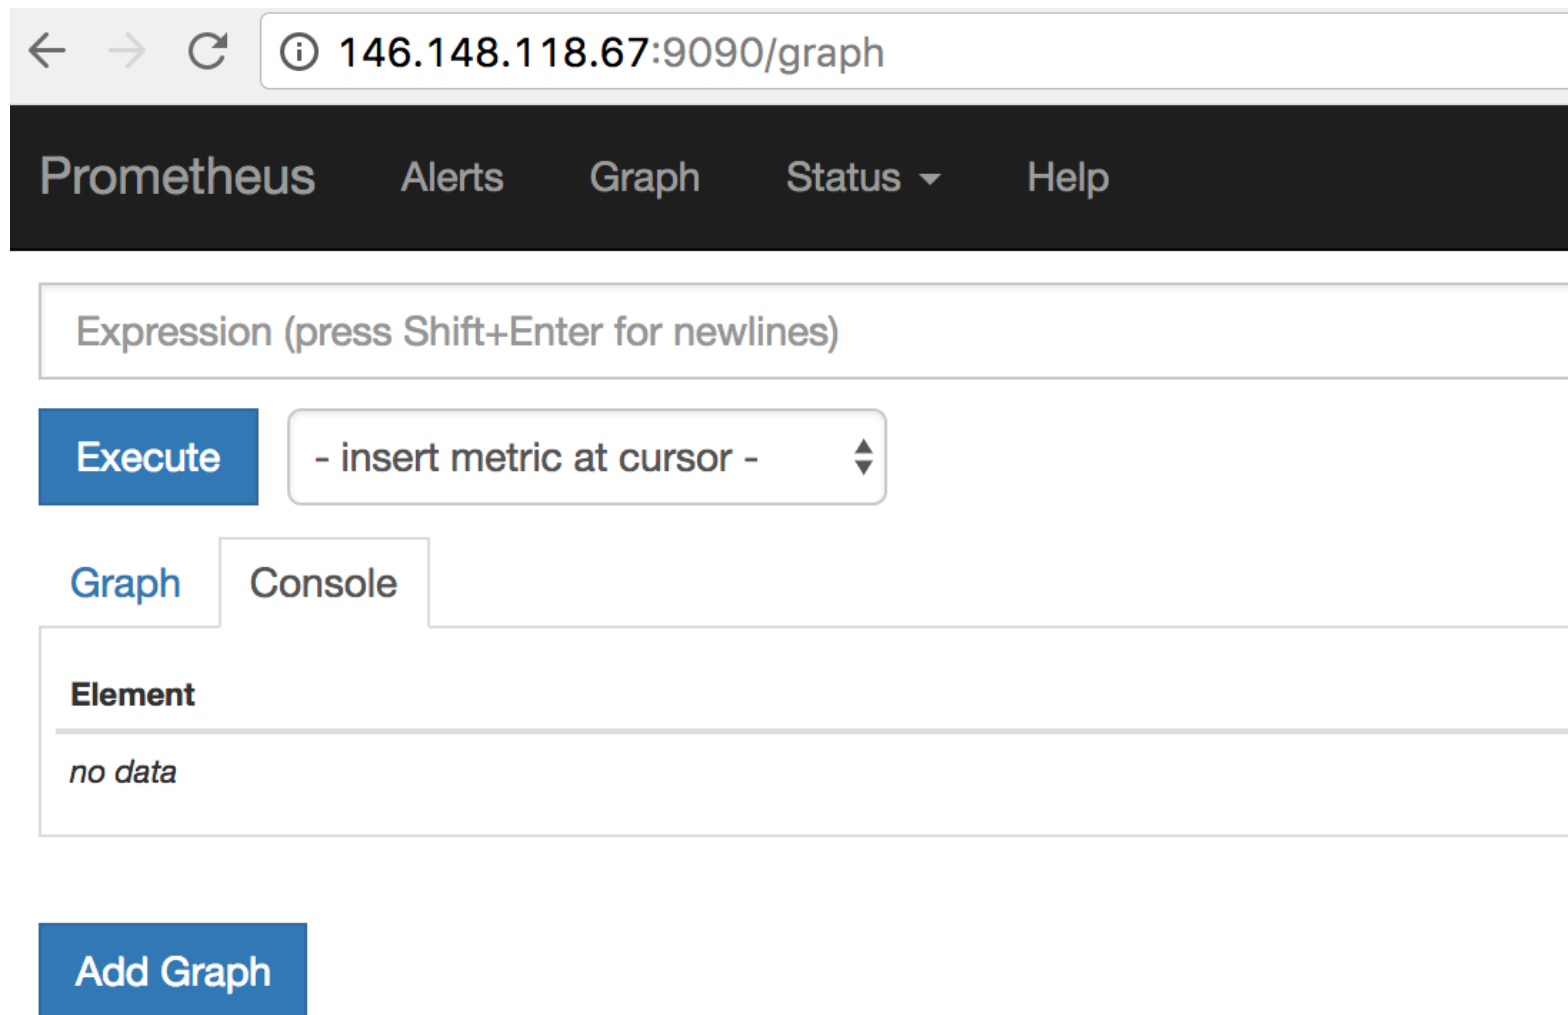 146.148.118.67:9090/graph
Prometheus Alerts Graph Status Help
Expression (press Shift+Enter for newlines)
Execute - insert metric at cursor -
Graph Console
Element
no data
Add Graph